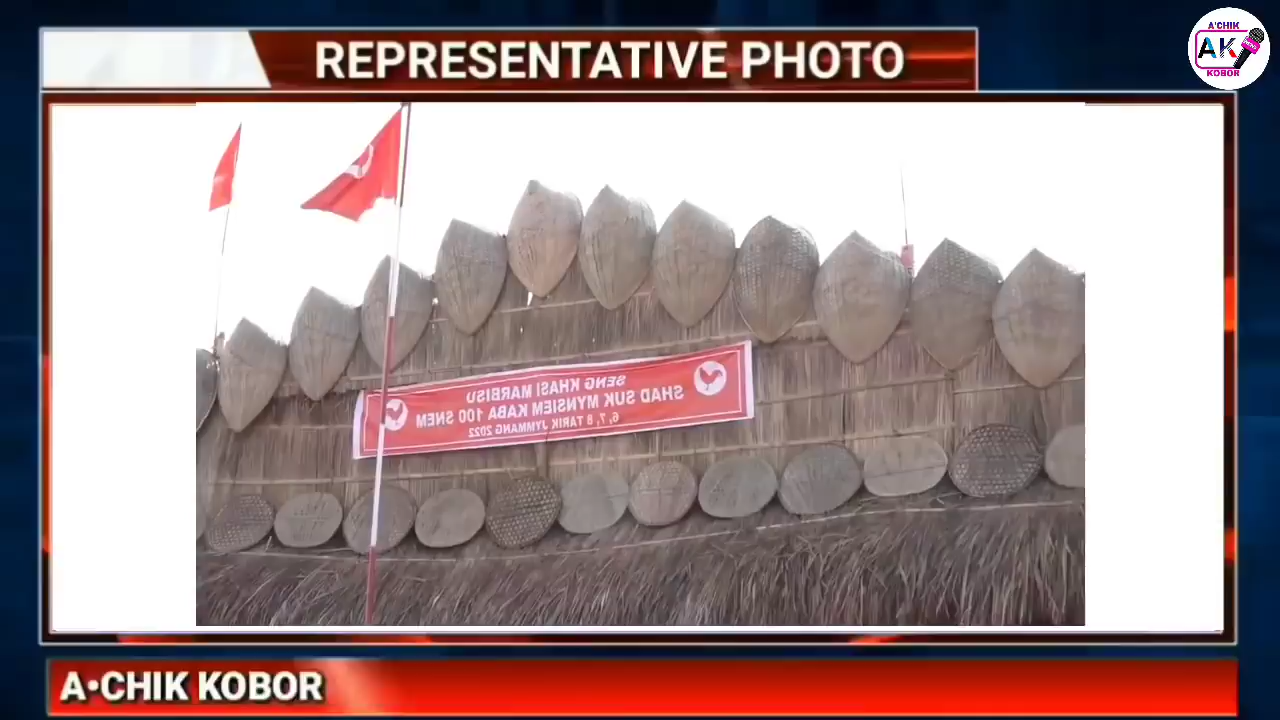 A'CHIK
AK
KOBOR
REPRESENTATIVE PHOTO
SENG KHASI MARBISU
SHAD SUK MYNSIEM KABA 100 SNEM
6, 7, 8 TARIK JYMMANG 2022
A•CHIK KOBOR